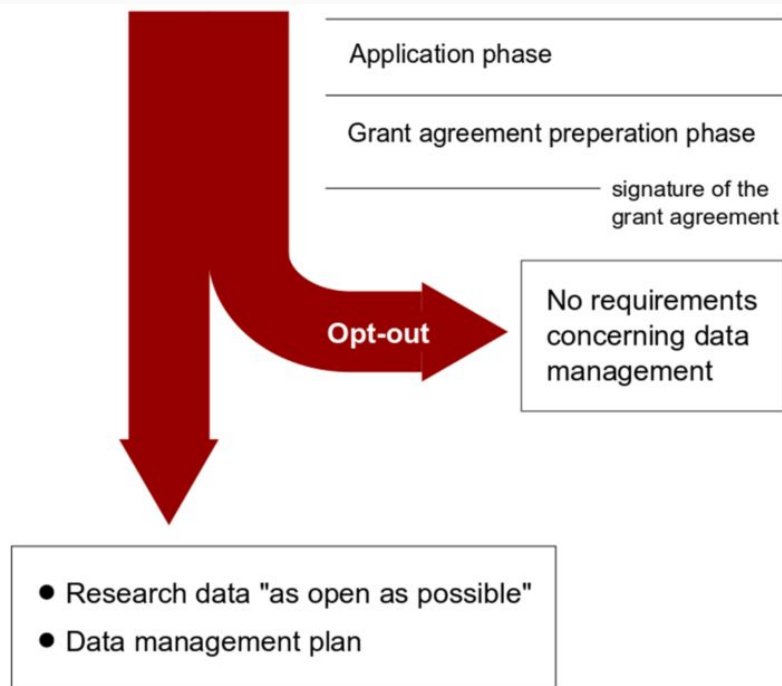 Application phase
Grant agreement preperation phase
signature of the
grant agreement
No requirements
concerning data
management
Opt-out
● Research data "as open as possible"
● Data management plan